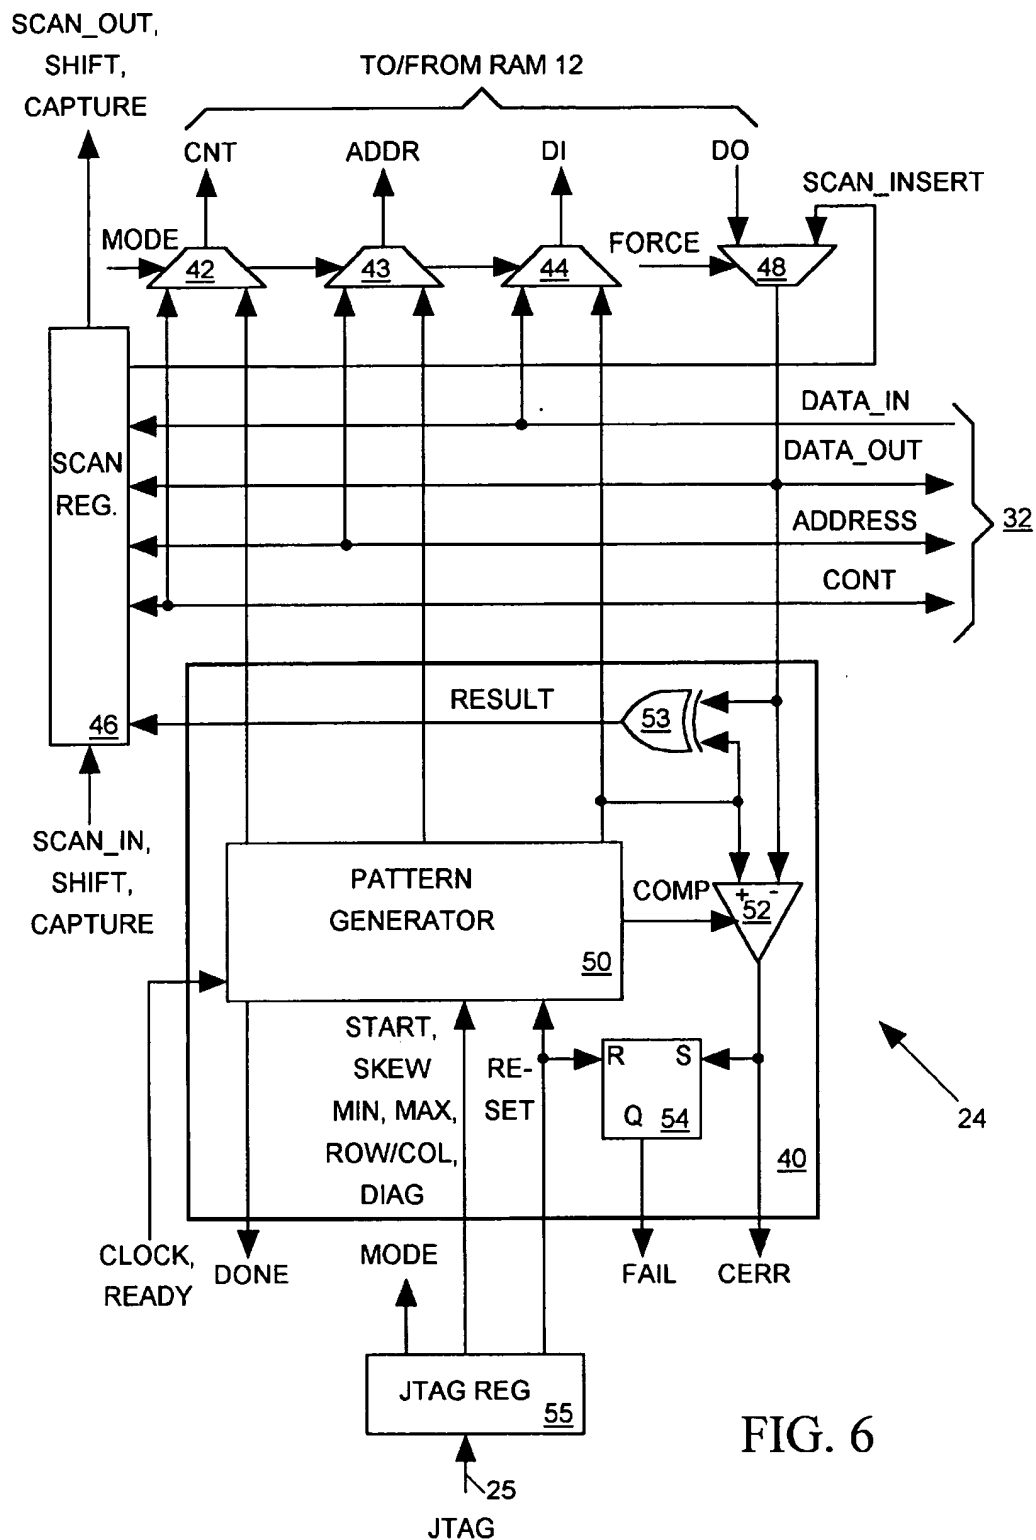 SCAN_OUT,
SHIFT,
CAPTURE
TO/FROM RAM 12
CNT
ADDR
DI
DO
SCAN_INSERT
MODE
42
43
44
FORCE
48
DATA_IN
DATA_OUT
ADDRESS
CONT
32
SCAN
REG.
46
RESULT
53
SCAN_IN,
SHIFT,
CAPTURE
PATTERN
GENERATOR
50
COMP
+ -
52
START,
SKEW
MIN, MAX,
ROW/COL,
DIAG
RE-
SET
R S
Q 54
40
24
CLOCK,
READY
DONE
MODE
FAIL
CERR
JTAG REG
55
25
JTAG
FIG. 6